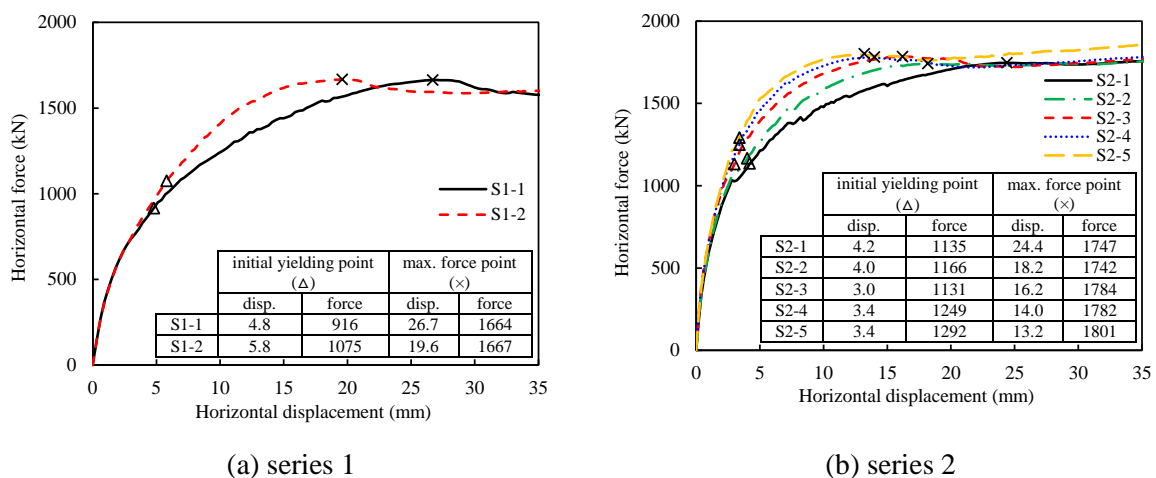 2000
1500
1000
500
0
Horizontal force (kN)
S1-1
S1-2
initial yielding point max. force point
(△) (×)
disp. force disp. force
S1-1 4.8 916 26.7 1664
S1-2 5.8 1075 19.6 1667
0 5 10 15 20 25 30 35
Horizontal displacement (mm)
(a) series 1
2000
1500
1000
500
0
Horizontal force (kN)
S2-1
S2-2
S2-3
S2-4
S2-5
initial yielding point max. force point
(△) (×)
disp. force disp. force
S2-1 4.2 1135 24.4 1747
S2-2 4.0 1166 18.2 1742
S2-3 3.0 1131 16.2 1784
S2-4 3.4 1249 14.0 1782
S2-5 3.4 1292 13.2 1801
0 5 10 15 20 25 30 35
Horizontal displacement (mm)
(b) series 2